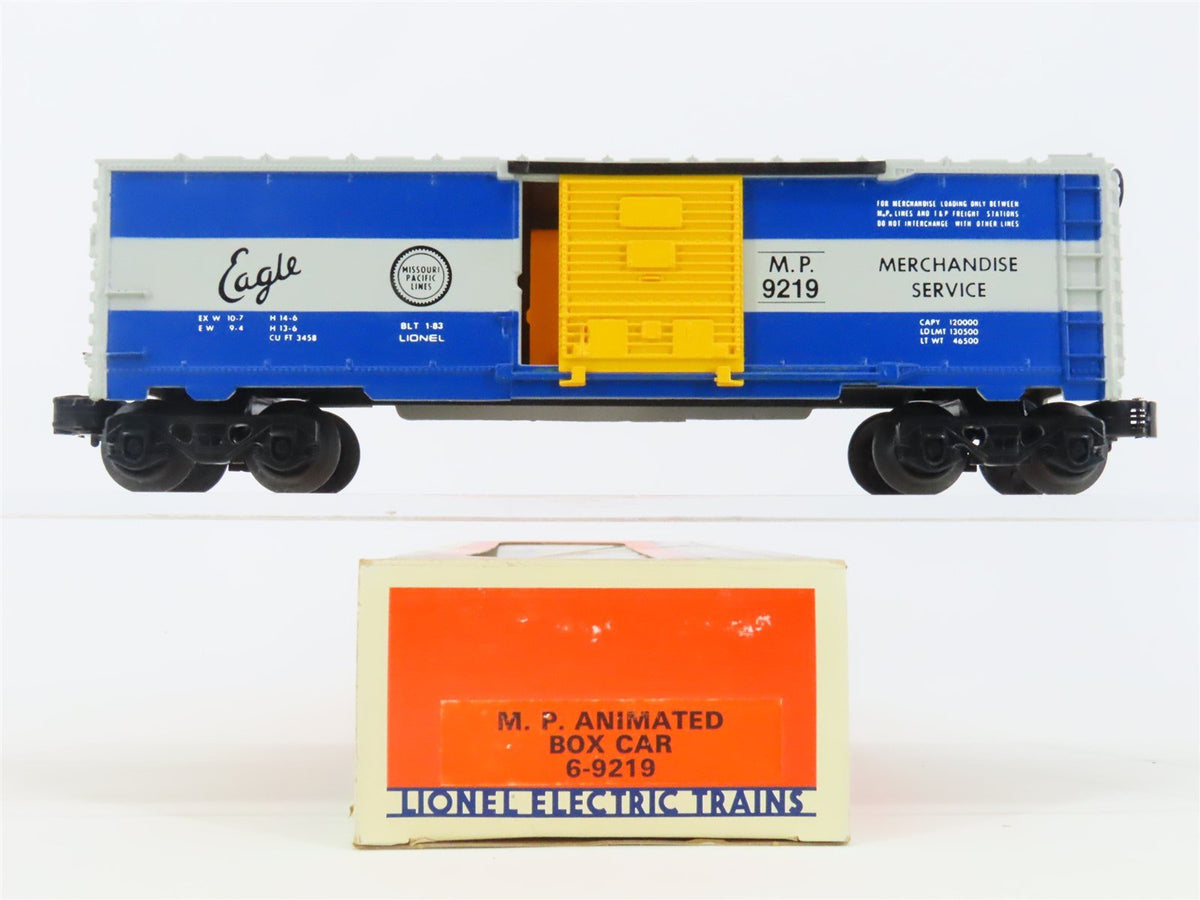 Eagle
MISSOURI
PACIFIC
LINES
EX W 10-7 H 14-6
E W 9-4 H 13-6
CU FT 3458
BLT 1-83
LIONEL
M.P.
9219
FOR MERCHANDISE LOADING ONLY BETWEEN
M.P. LINES AND T&P FREIGHT STATIONS
DO NOT INTERCHANGE WITH OTHER LINES
MERCHANDISE
SERVICE
CAPY 120000
LD LMT 130500
LT WT 46500
M. P. ANIMATED
BOX CAR
6-9219
LIONEL ELECTRIC TRAINS